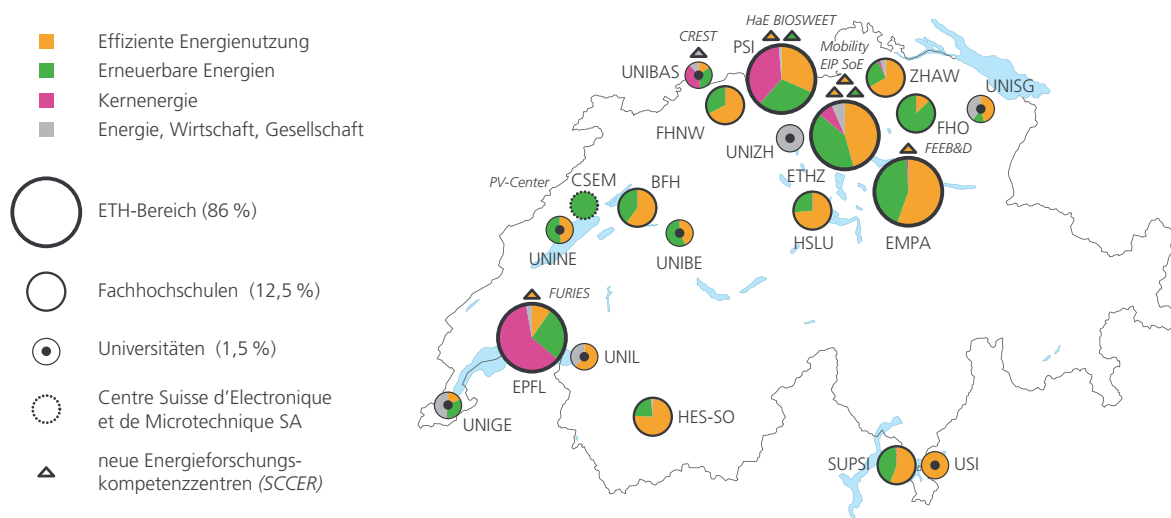 Effiziente Energienutzung
Erneuerbare Energien
Kernenergie
Energie, Wirtschaft, Gesellschaft
ETH-Bereich (86 %)
Fachhochschulen (12,5 %)
Universitäten (1,5 %)
Centre Suisse d’Electronique
et de Microtechnique SA
neue Energieforschungs-
kompetenzzentren (SCCER)
HaE BIOSWEET
CREST
PSI
Mobility
EIP SoE
UNIBAS
ZHAW
UNISG
FHNW
FHO
UNIZH
FEEB&D
ETHZ
PV-Center
CSEM
BFH
HSLU
EMPA
UNINE
UNIBE
FURIES
UNIL
EPFL
UNIGE
HES-SO
SUPSI
USI